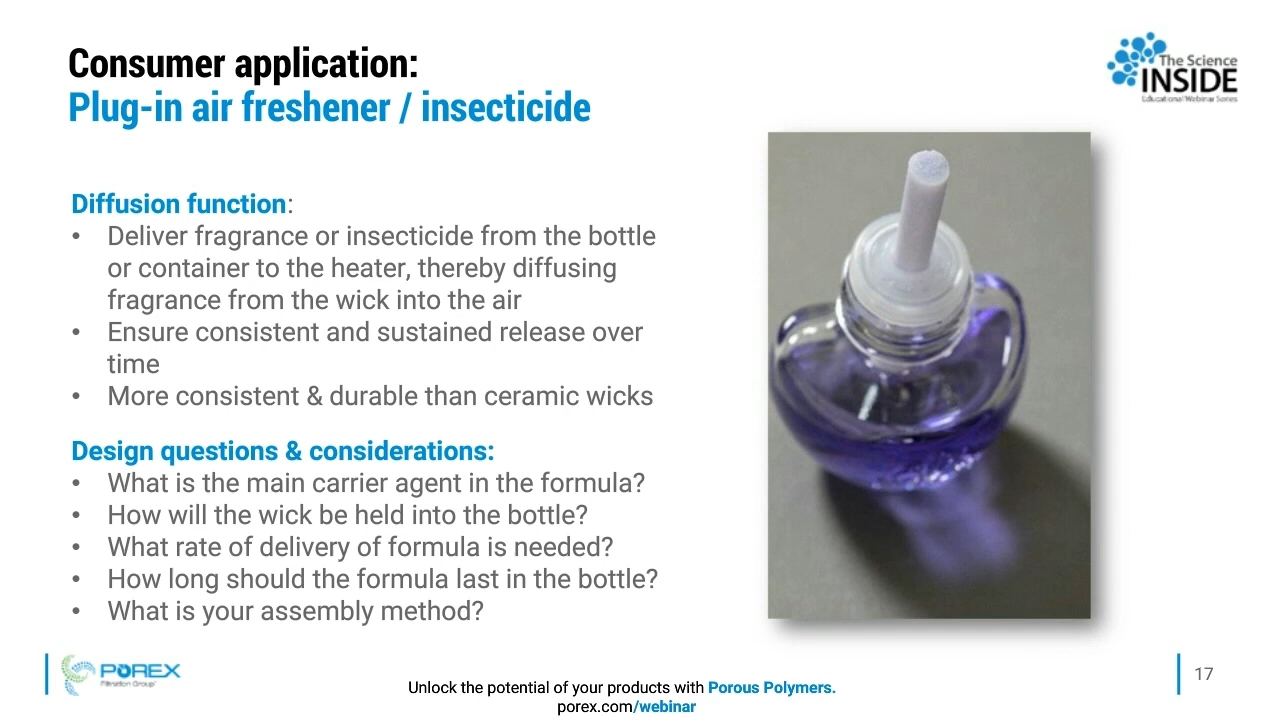 Consumer application:
Plug-in air freshener / insecticide
The Science
INSIDE
Educational Webinar Series
Diffusion function:
• Deliver fragrance or insecticide from the bottle
or container to the heater, thereby diffusing
fragrance from the wick into the air
• Ensure consistent and sustained release over
time
• More consistent & durable than ceramic wicks
Design questions & considerations:
• What is the main carrier agent in the formula?
• How will the wick be held into the bottle?
• What rate of delivery of formula is needed?
• How long should the formula last in the bottle?
• What is your assembly method?
POREX
Filtration Group
Unlock the potential of your products with Porous Polymers.
porex.com/webinar
17